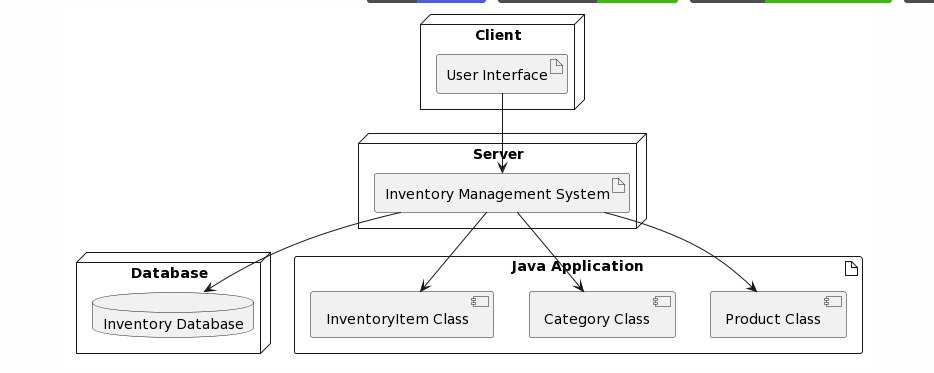 Client
User Interface
Server
Inventory Management System
Database
Inventory Database
Java Application
InventoryItem Class
Category Class
Product Class